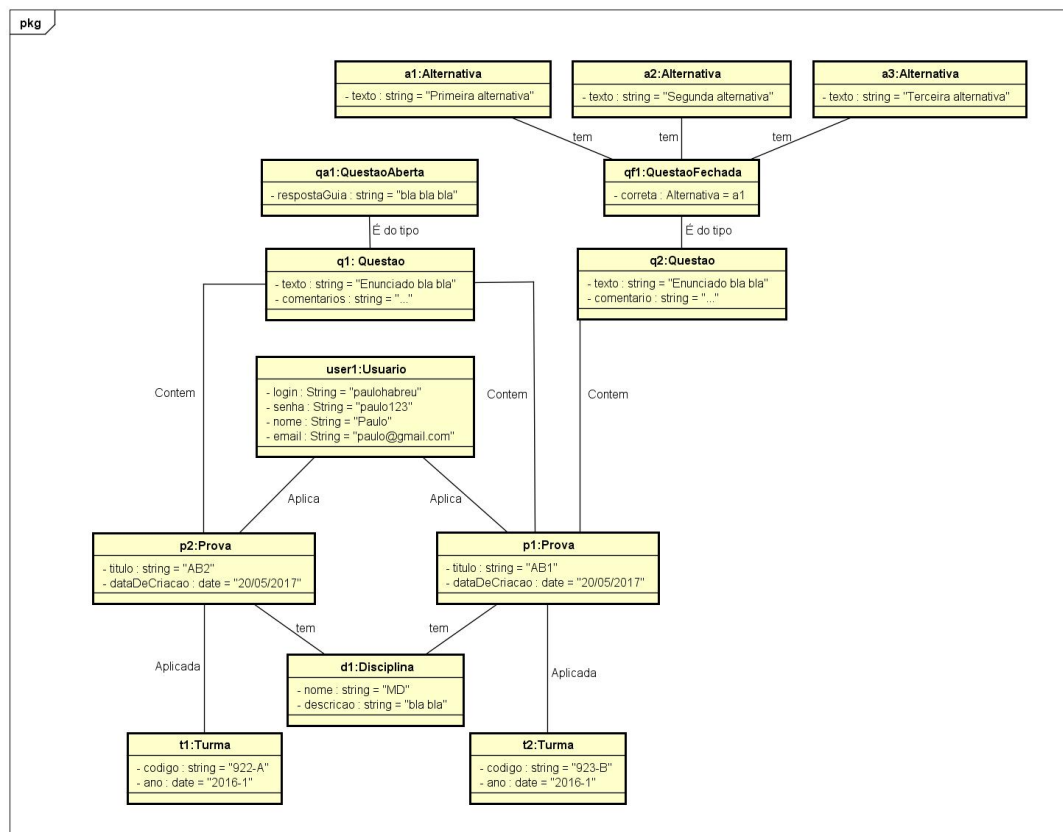 pkg
a1:Alternativa
- texto : string = "Primeira alternativa"
a2:Alternativa
- texto : string = "Segunda alternativa"
a3:Alternativa
- texto : string = "Terceira alternativa"
tem
tem
tem
qa1:QuestaoAberta
- respostaGuia : string = "bla bla bla"
qf1:QuestaoFechada
- correta : Alternativa = a1
É do tipo
É do tipo
q1: Questao
- texto : string = "Enunciado bla bla"
- comentarios : string = "..."
q2:Questao
- texto : string = "Enunciado bla bla"
- comentario : string = "..."
user1:Usuario
- login : String = "paulohabreu"
- senha : String = "paulo123"
- nome : String = "Paulo"
- email : String = "paulo@gmail.com"
Contem
Contem
Contem
Aplica
Aplica
p2:Prova
- titulo : string = "AB2"
- dataDeCriacao : date = "20/05/2017"
p1:Prova
- titulo : string = "AB1"
- dataDeCriacao : date = "20/05/2017"
tem
tem
Aplicada
Aplicada
d1:Disciplina
- nome : string = "MD"
- descricao : string = "bla bla"
t1:Turma
- codigo : string = "922-A"
- ano : date = "2016-1"
t2:Turma
- codigo : string = "923-B"
- ano : date = "2016-1"